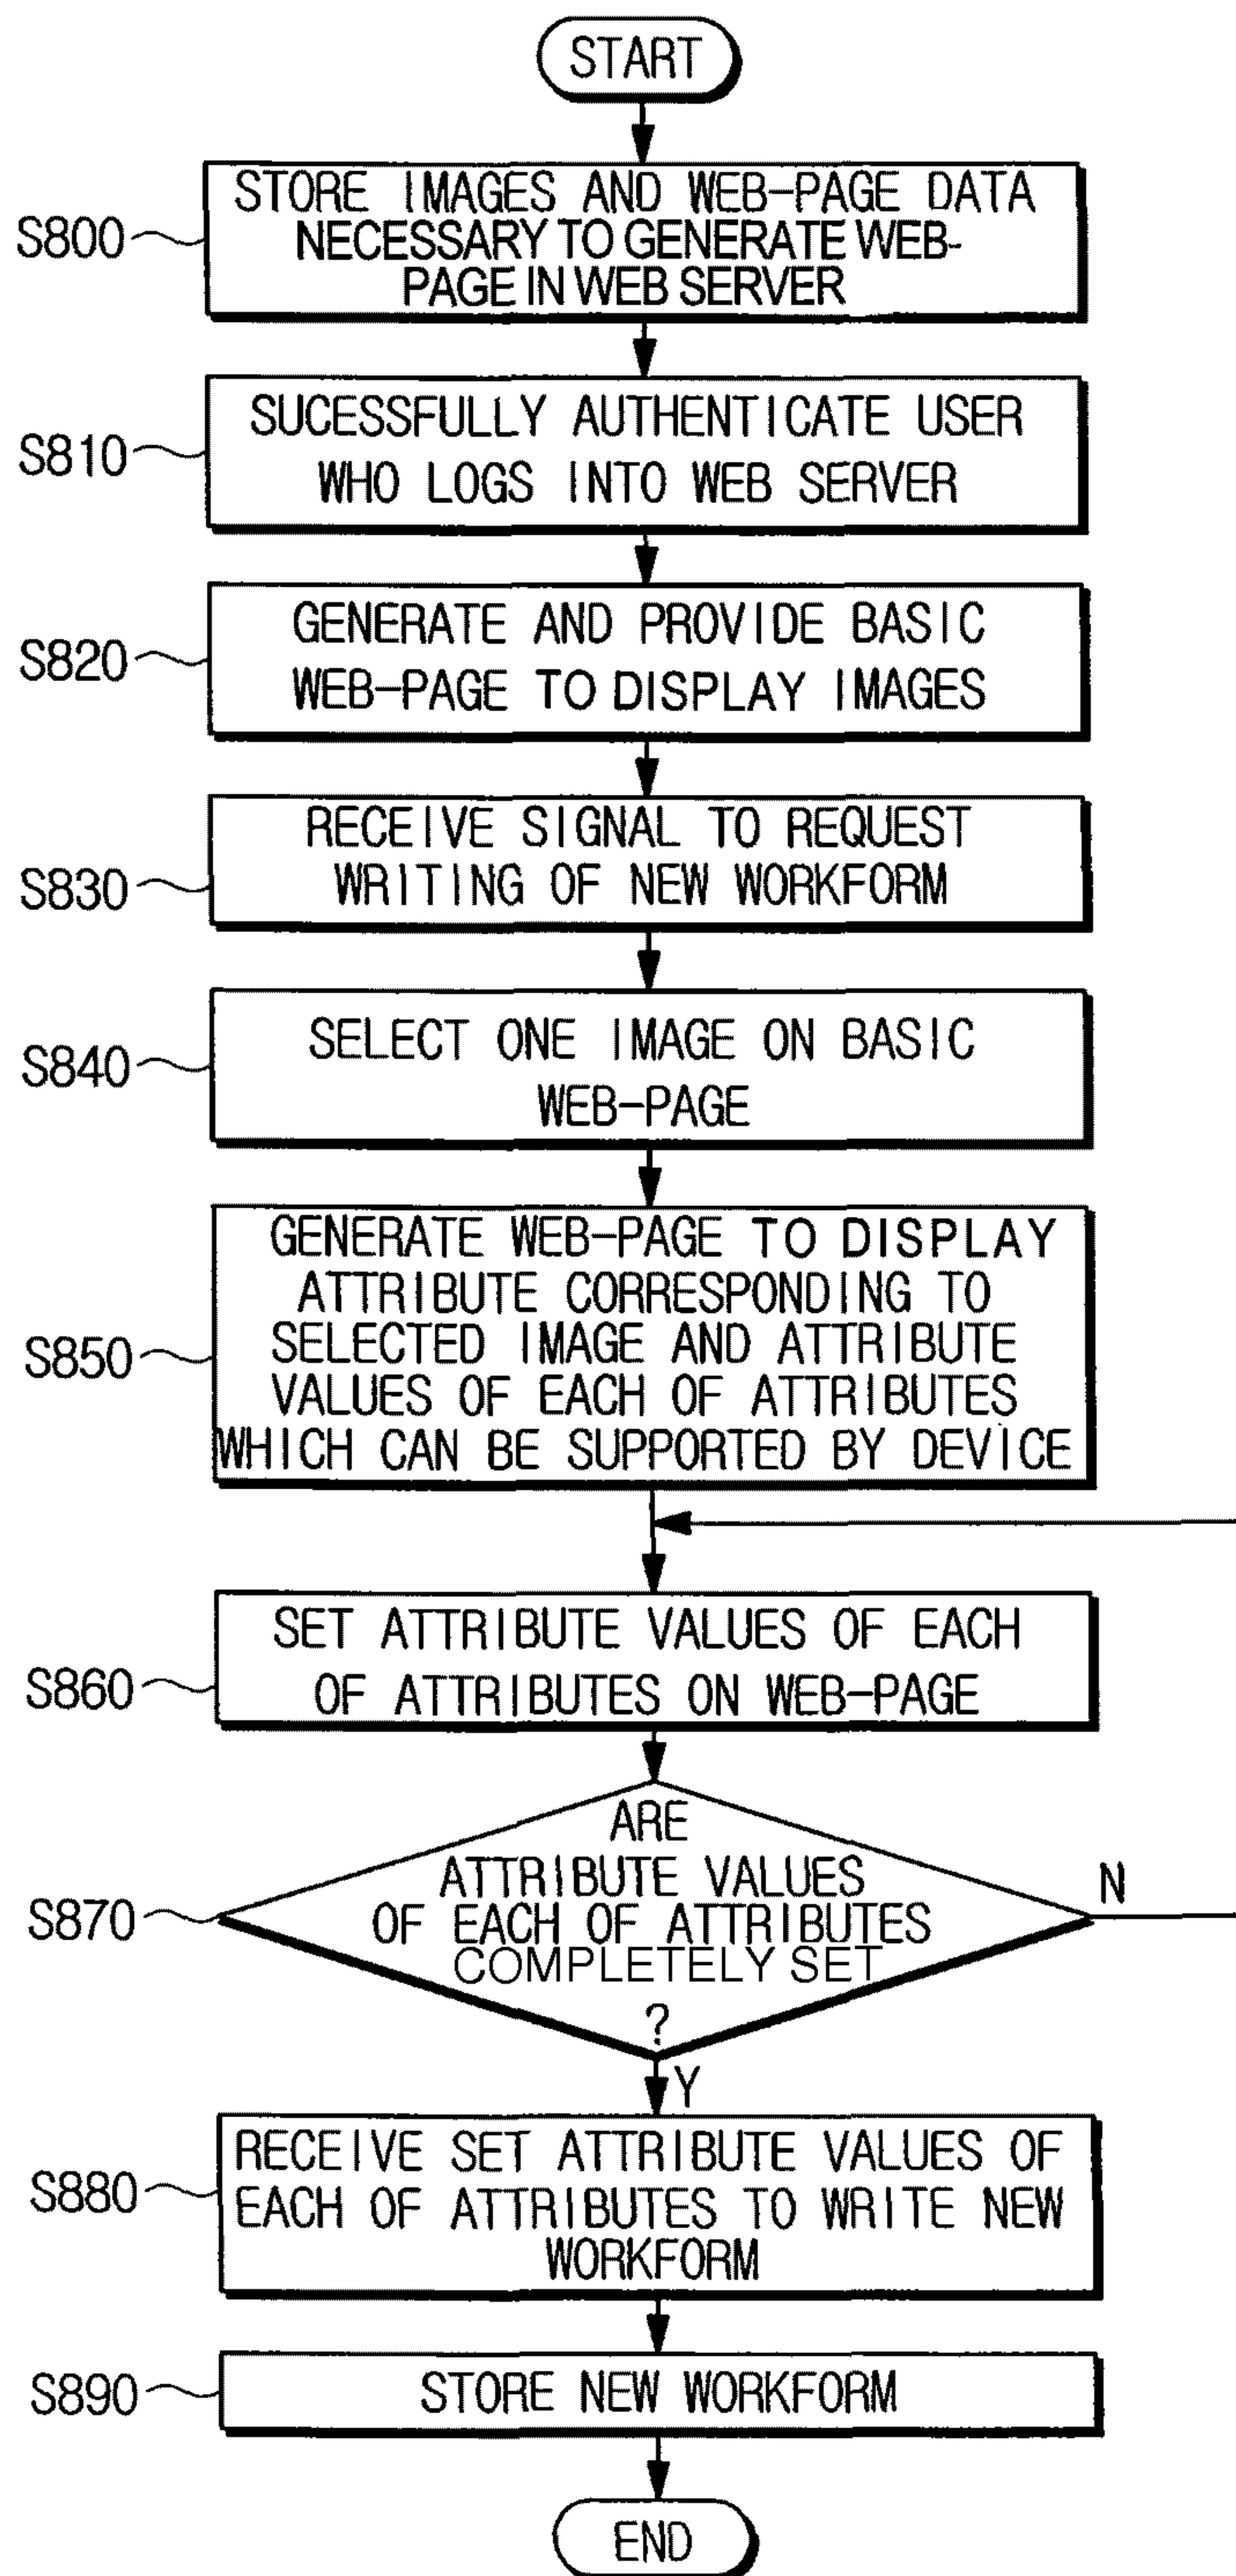 START
S800
STORE IMAGES AND WEB-PAGE DATA
NECESSARY TO GENERATE WEB-
PAGE IN WEB SERVER
S810
SUCESSFULLY AUTHENTICATE USER
WHO LOGS INTO WEB SERVER
S820
GENERATE AND PROVIDE BASIC
WEB-PAGE TO DISPLAY IMAGES
S830
RECEIVE SIGNAL TO REQUEST
WRITING OF NEW WORKFORM
S840
SELECT ONE IMAGE ON BASIC
WEB-PAGE
S850
GENERATE WEB-PAGE TO DISPLAY
ATTRIBUTE CORRESPONDING TO
SELECTED IMAGE AND ATTRIBUTE
VALUES OF EACH OF ATTRIBUTES
WHICH CAN BE SUPPORTED BY DEVICE
S860
SET ATTRIBUTE VALUES OF EACH
OF ATTRIBUTES ON WEB-PAGE
S870
ARE
ATTRIBUTE VALUES
OF EACH OF ATTRIBUTES
COMPLETELY SET
?
N
Y
S880
RECEIVE SET ATTRIBUTE VALUES OF
EACH OF ATTRIBUTES TO WRITE NEW
WORKFORM
S890
STORE NEW WORKFORM
END